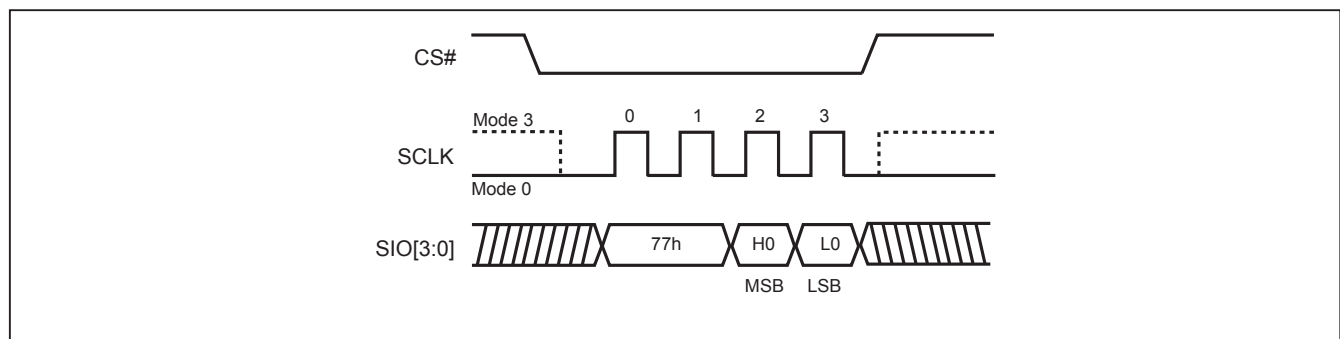 CS#
Mode 3
0 1 2 3
SCLK
Mode 0
SIO[3:0]
77h H0 L0
MSB LSB